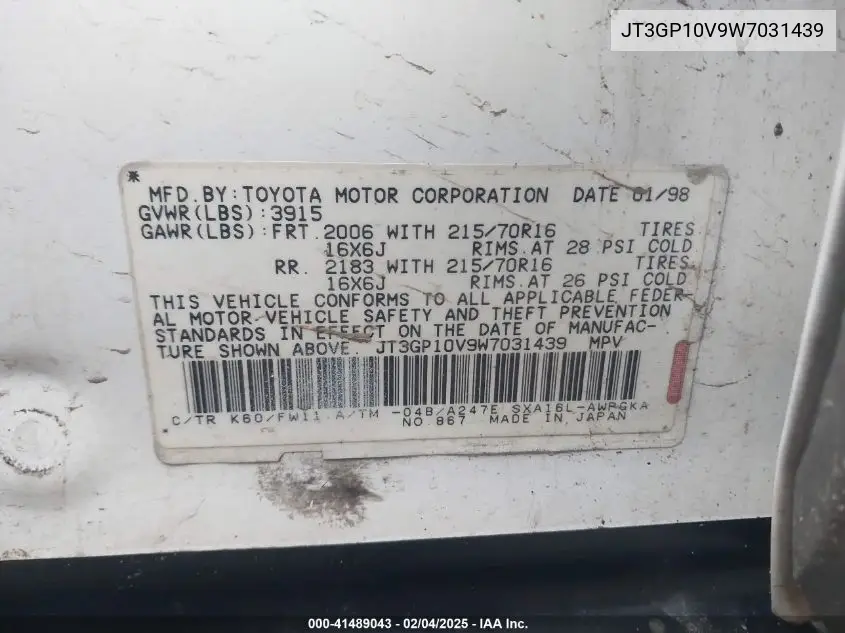 JT3GP10V9W7031439
MFD. BY: TOYOTA MOTOR CORPORATION DATE 01/98
GVWR(LBS): 3915
GAWR(LBS): FRT. 2006 WITH 215/70R16 TIRES
16X6J RIMS. AT 28 PSI COLD
RR. 2183 WITH 215/70R16 TIRES
16X6J RIMS. AT 26 PSI COLD
THIS VEHICLE CONFORMS TO ALL APPLICABLE FEDER-
AL MOTOR VEHICLE SAFETY AND THEFT PREVENTION
STANDARDS IN EFFECT ON THE DATE OF MANUFAC-
TURE SHOWN ABOVE. JT3GP10V9W7031439 MPV
C/TR K60/FW11 A/TM -04B/A247E SXA16L-AWPGKA
NO. 867 MADE IN JAPAN
000-41489043 - 02/04/2025 - IAA Inc.